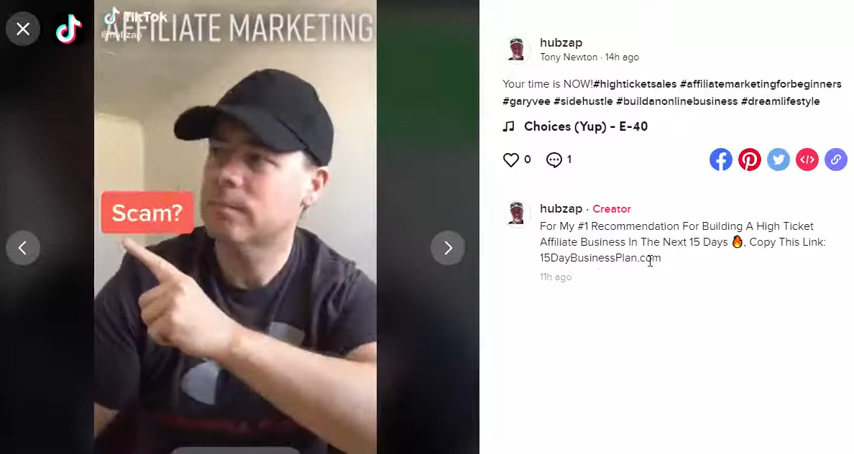 TikTok
AFFILIATE MARKETING
Scam?
hubzap
Tony Newton · 14h ago
Your time is NOW!#highticketsales #affiliatemarketingforbeginners
#garyvee #sidehustle #buildanonlinebusiness #dreamlifestyle
Choices (Yup) - E-40
0
1
hubzap · Creator
For My #1 Recommendation For Building A High Ticket
Affiliate Business In The Next 15 Days 🔥, Copy This Link:
15DayBusinessPlan.com
11h ago